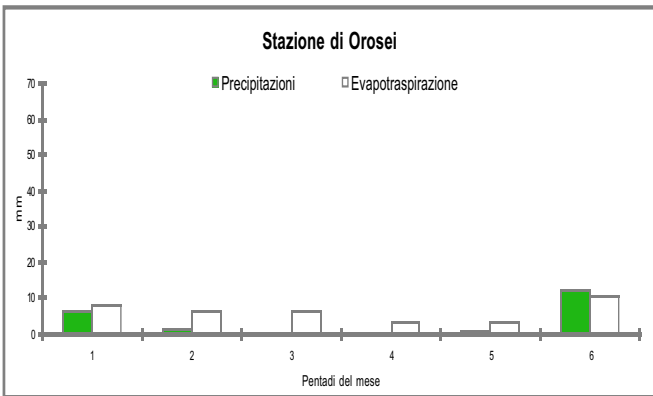 Stazione di Orosei
Precipitazioni
Evapotraspirazione
70
60
50
40
30
20
10
0
mm
1 2 3 4 5 6
Pentadi del mese